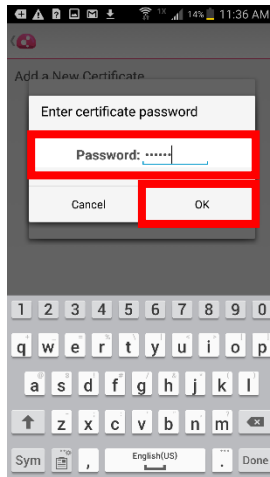 1X 14% 11:36 AM
Add a New Certificate
Enter certificate password
Password: ······
Cancel OK
1 2 3 4 5 6 7 8 9 0
q w e r t y u i o p
a s d f g h j k l
z x c v b n m
Sym , English(US) . Done